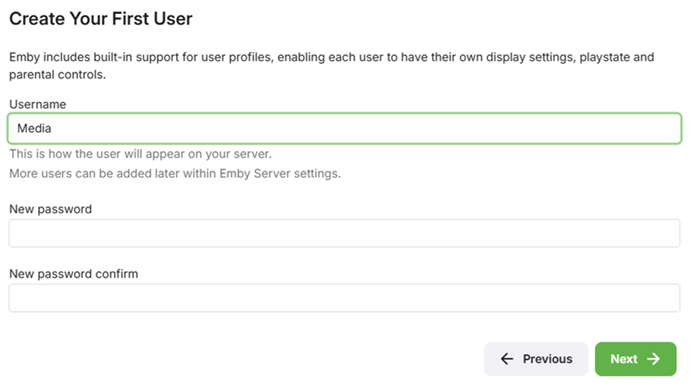 Create Your First User
Emby includes built-in support for user profiles, enabling each user to have their own display settings, playstate and
parental controls.
Username
Media
This is how the user will appear on your server.
More users can be added later within Emby Server settings.
New password
New password confirm
Previous
Next